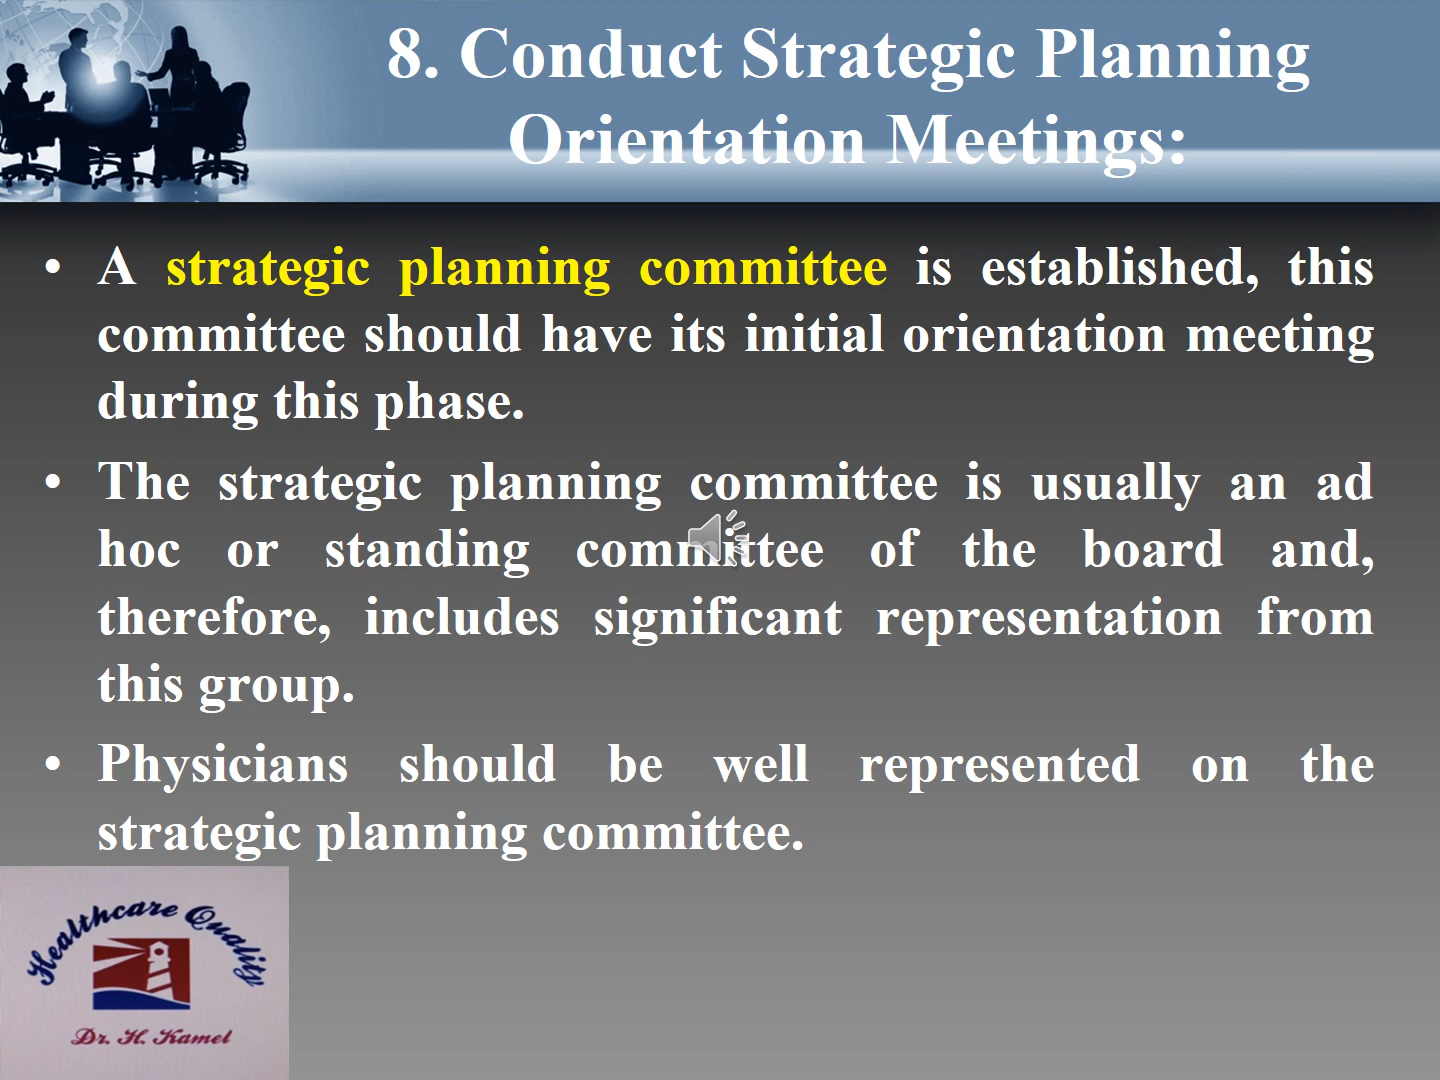 8. Conduct Strategic Planning
Orientation Meetings:
• A strategic planning committee is established, this
committee should have its initial orientation meeting
during this phase.
• The strategic planning committee is usually an ad
hoc or standing committee of the board and,
therefore, includes significant representation from
this group.
• Physicians should be well represented on the
strategic planning committee.
Healthcare Quality
Dr. H. Kamel